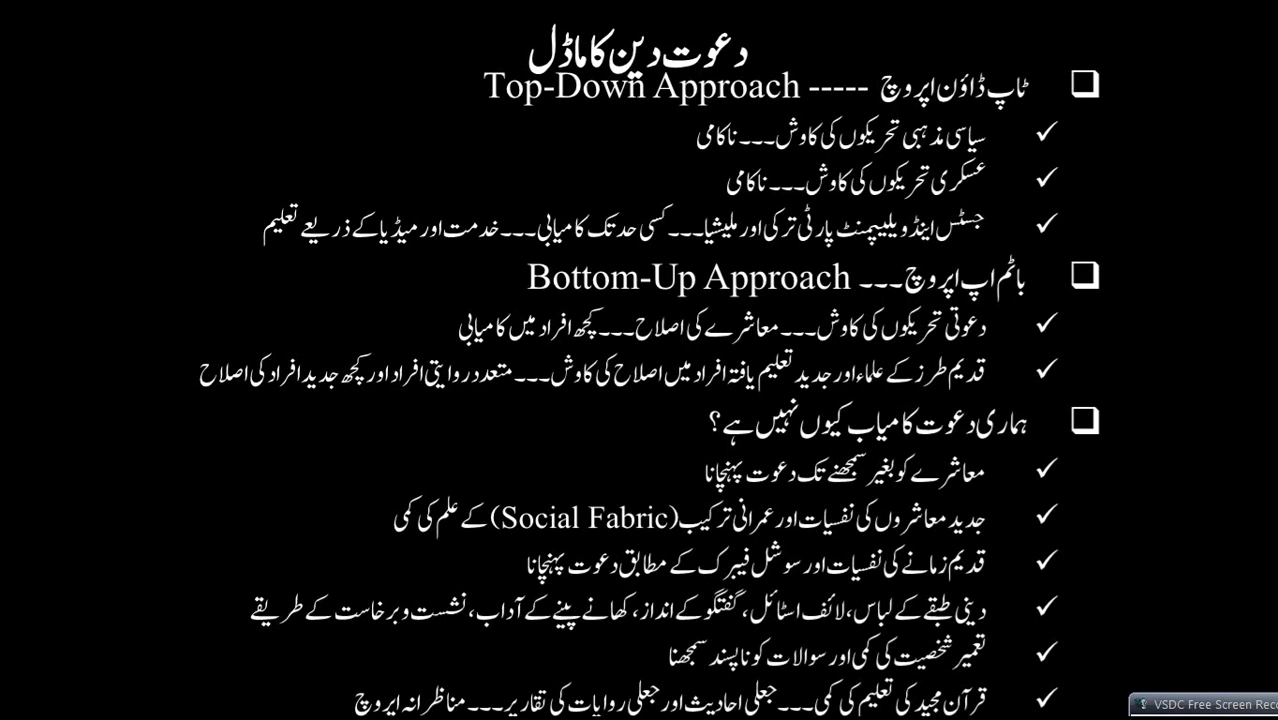 دعوت دین کا ماڈل
ٹاپ ڈاؤن اپروچ ----- Top-Down Approach
سیاسی مذہبی تحریکوں کی کاوش۔۔۔ناکامی
عسکری تحریکوں کی کاوش۔۔۔ناکامی
جسٹس اینڈ ویلیپمنٹ پارٹی ترکی اور ملیشیا۔۔۔کسی حد تک کامیابی۔۔۔خدمت اور میڈیا کے ذریعے تعلیم
باٹم اپ اپروچ۔۔۔ Bottom-Up Approach
دعوتی تحریکوں کی کاوش۔۔۔معاشرے کی اصلاح۔۔۔کچھ افراد میں کامیابی
قدیم طرز کے علماء اور جدید تعلیم یافتہ افراد میں اصلاح کی کاوش۔۔۔متعدد روایتی افراد اور کچھ جدید افراد کی اصلاح
ہماری دعوت کامیاب کیوں نہیں ہے؟
معاشرے کو بغیر سمجھنے تک دعوت پہنچانا
جدید معاشروں کی نفسیات اور عمرانی ترکیب (Social Fabric) کے علم کی کمی
قدیم زمانے کی نفسیات اور سوشل فیبرک کے مطابق دعوت پہنچانا
دینی طبقے کے لباس، لائف اسٹائل، گفتگو کے انداز، کھانے پینے کے آداب، نشست و برخاست کے طریقے
تعمیر شخصیت کی کمی اور سوالات کو ناپسند سمجھنا
قرآن مجید کی تعلیم کی کمی۔۔۔جعلی احادیث اور جعلی روایات کی تقاریر۔۔۔مناظرانہ اپروچ
VSDC Free Screen Rec